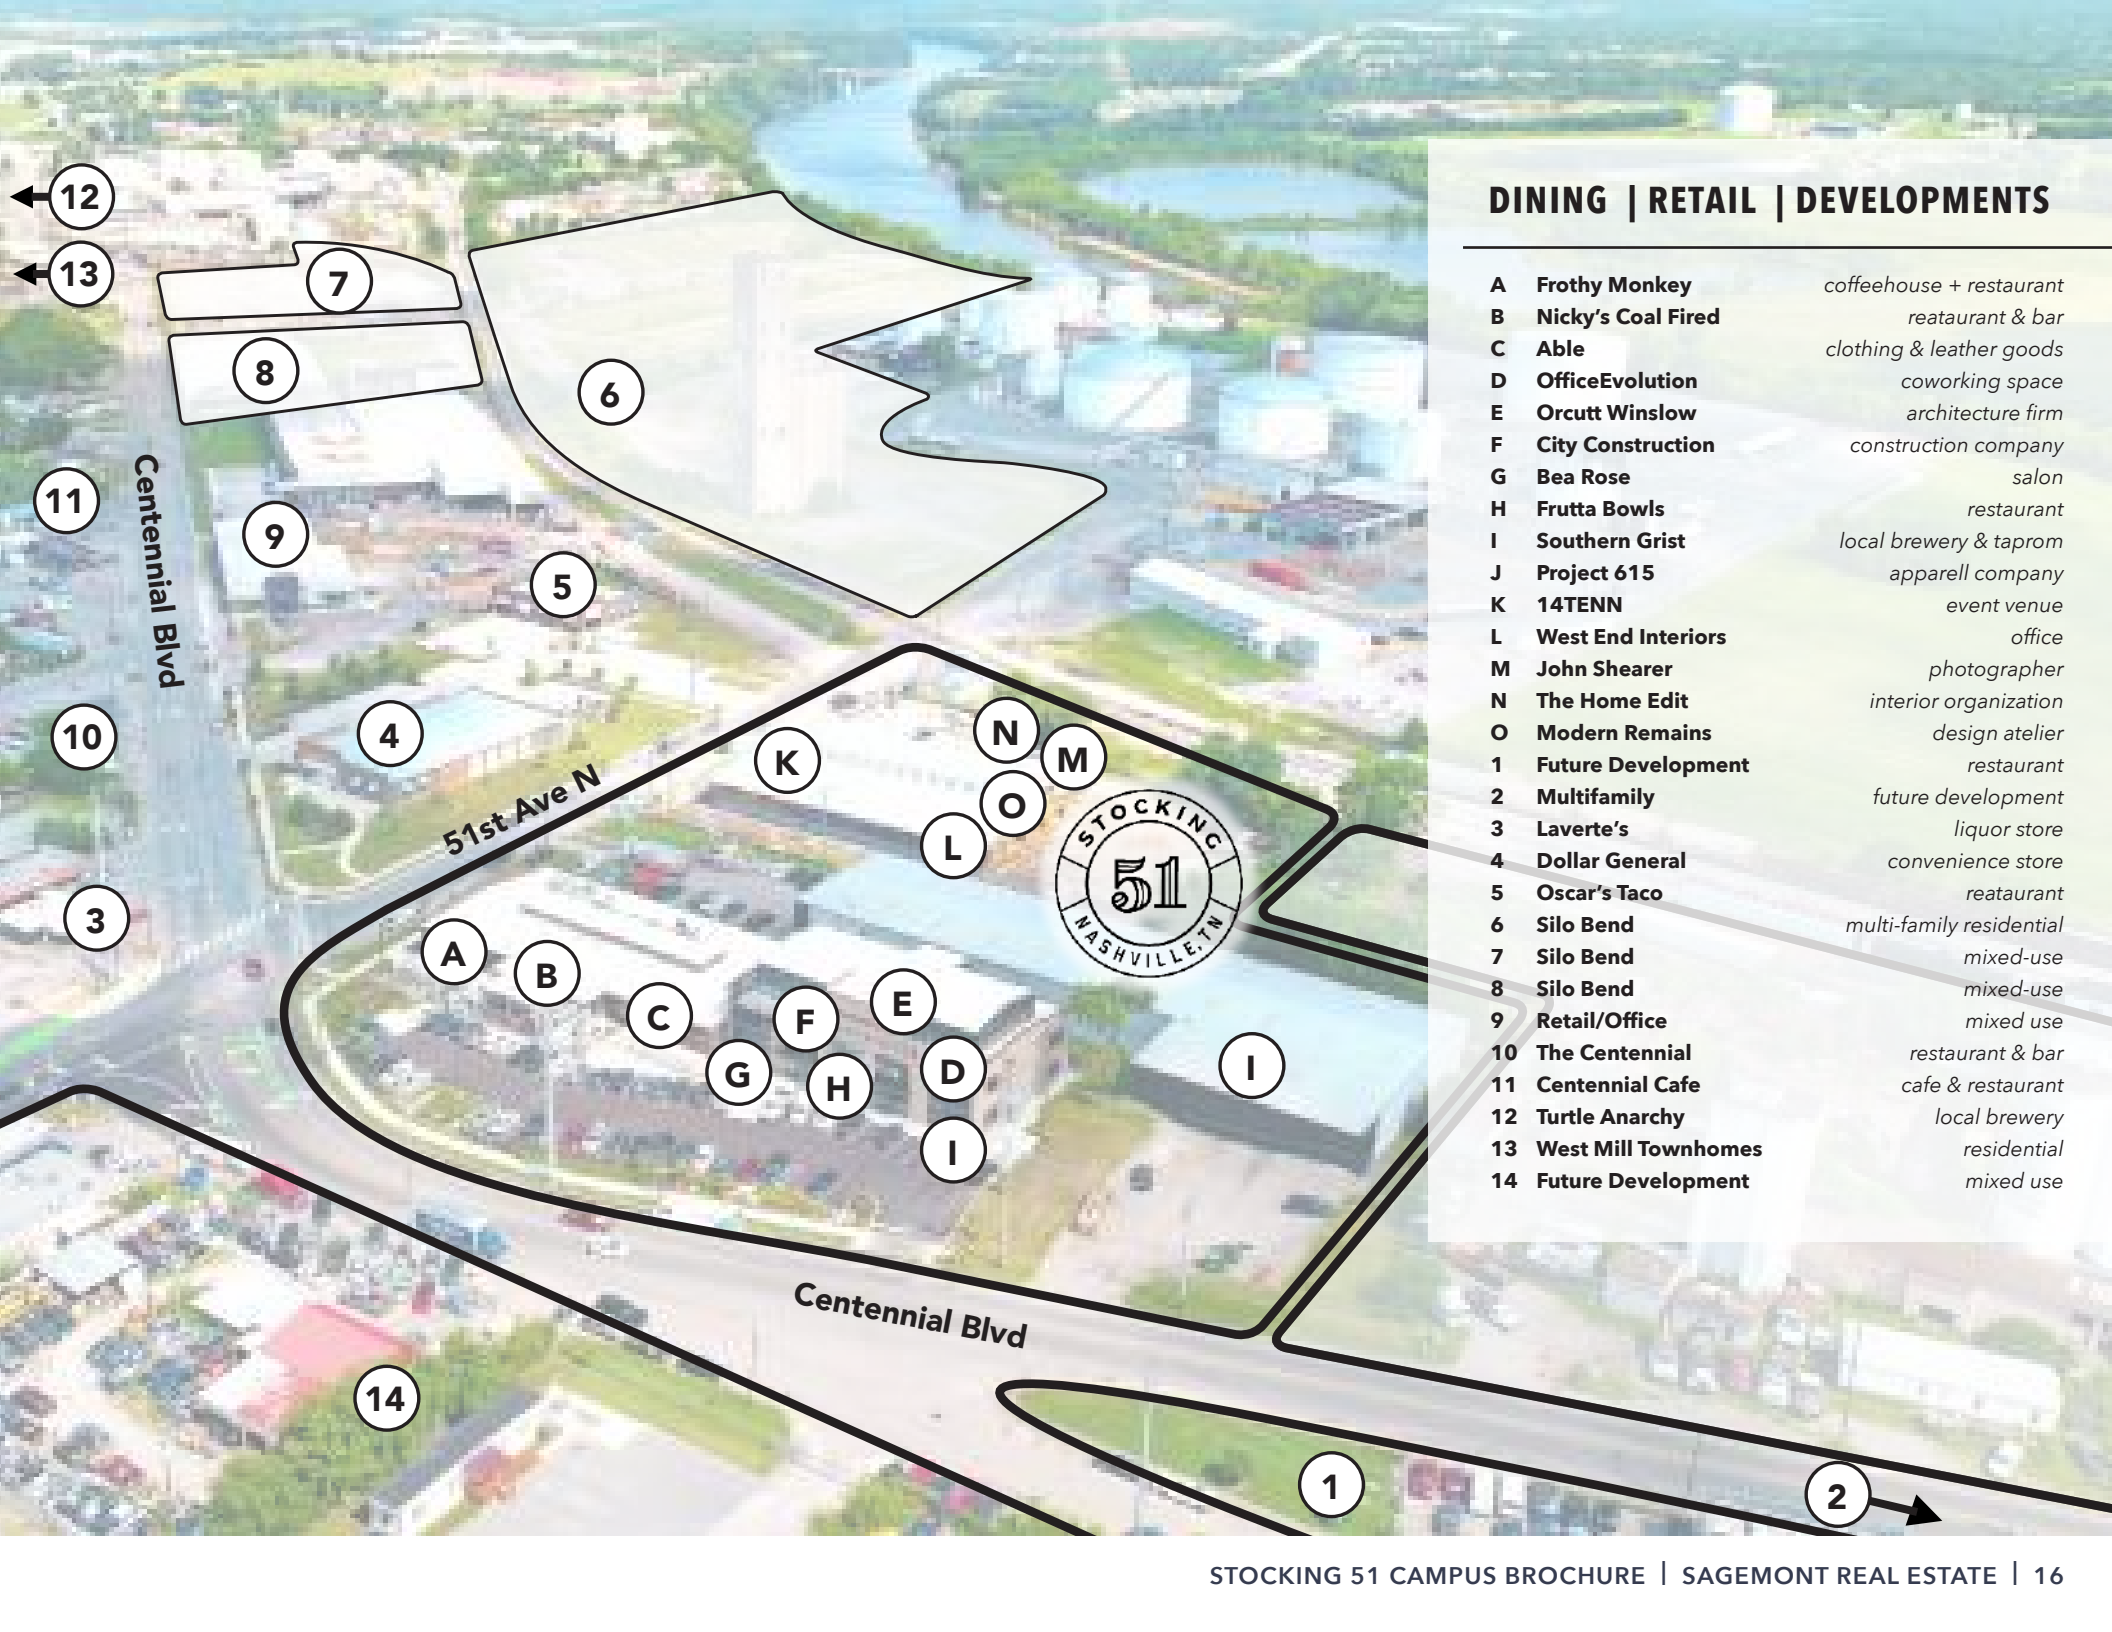 12
13
7
8
6
11
9
5
10
4
3
Centennial Blvd
51st Ave N
K
N
M
O
L
STOCKING
51
NASHVILLE, TN
A
B
C
F
E
G
H
D
I
I
Centennial Blvd
14
1
2
DINING | RETAIL | DEVELOPMENTS
A Frothy Monkey coffeehouse + restaurant
B Nicky's Coal Fired reataurant & bar
C Able clothing & leather goods
D OfficeEvolution coworking space
E Orcutt Winslow architecture firm
F City Construction construction company
G Bea Rose salon
H Frutta Bowls restaurant
I Southern Grist local brewery & taprom
J Project 615 apparell company
K 14TENN event venue
L West End Interiors office
M John Shearer photographer
N The Home Edit interior organization
O Modern Remains design atelier
1 Future Development restaurant
2 Multifamily future development
3 Laverte's liquor store
4 Dollar General convenience store
5 Oscar's Taco reataurant
6 Silo Bend multi-family residential
7 Silo Bend mixed-use
8 Silo Bend mixed-use
9 Retail/Office mixed use
10 The Centennial restaurant & bar
11 Centennial Cafe cafe & restaurant
12 Turtle Anarchy local brewery
13 West Mill Townhomes residential
14 Future Development mixed use
STOCKING 51 CAMPUS BROCHURE | SAGEMONT REAL ESTATE | 16